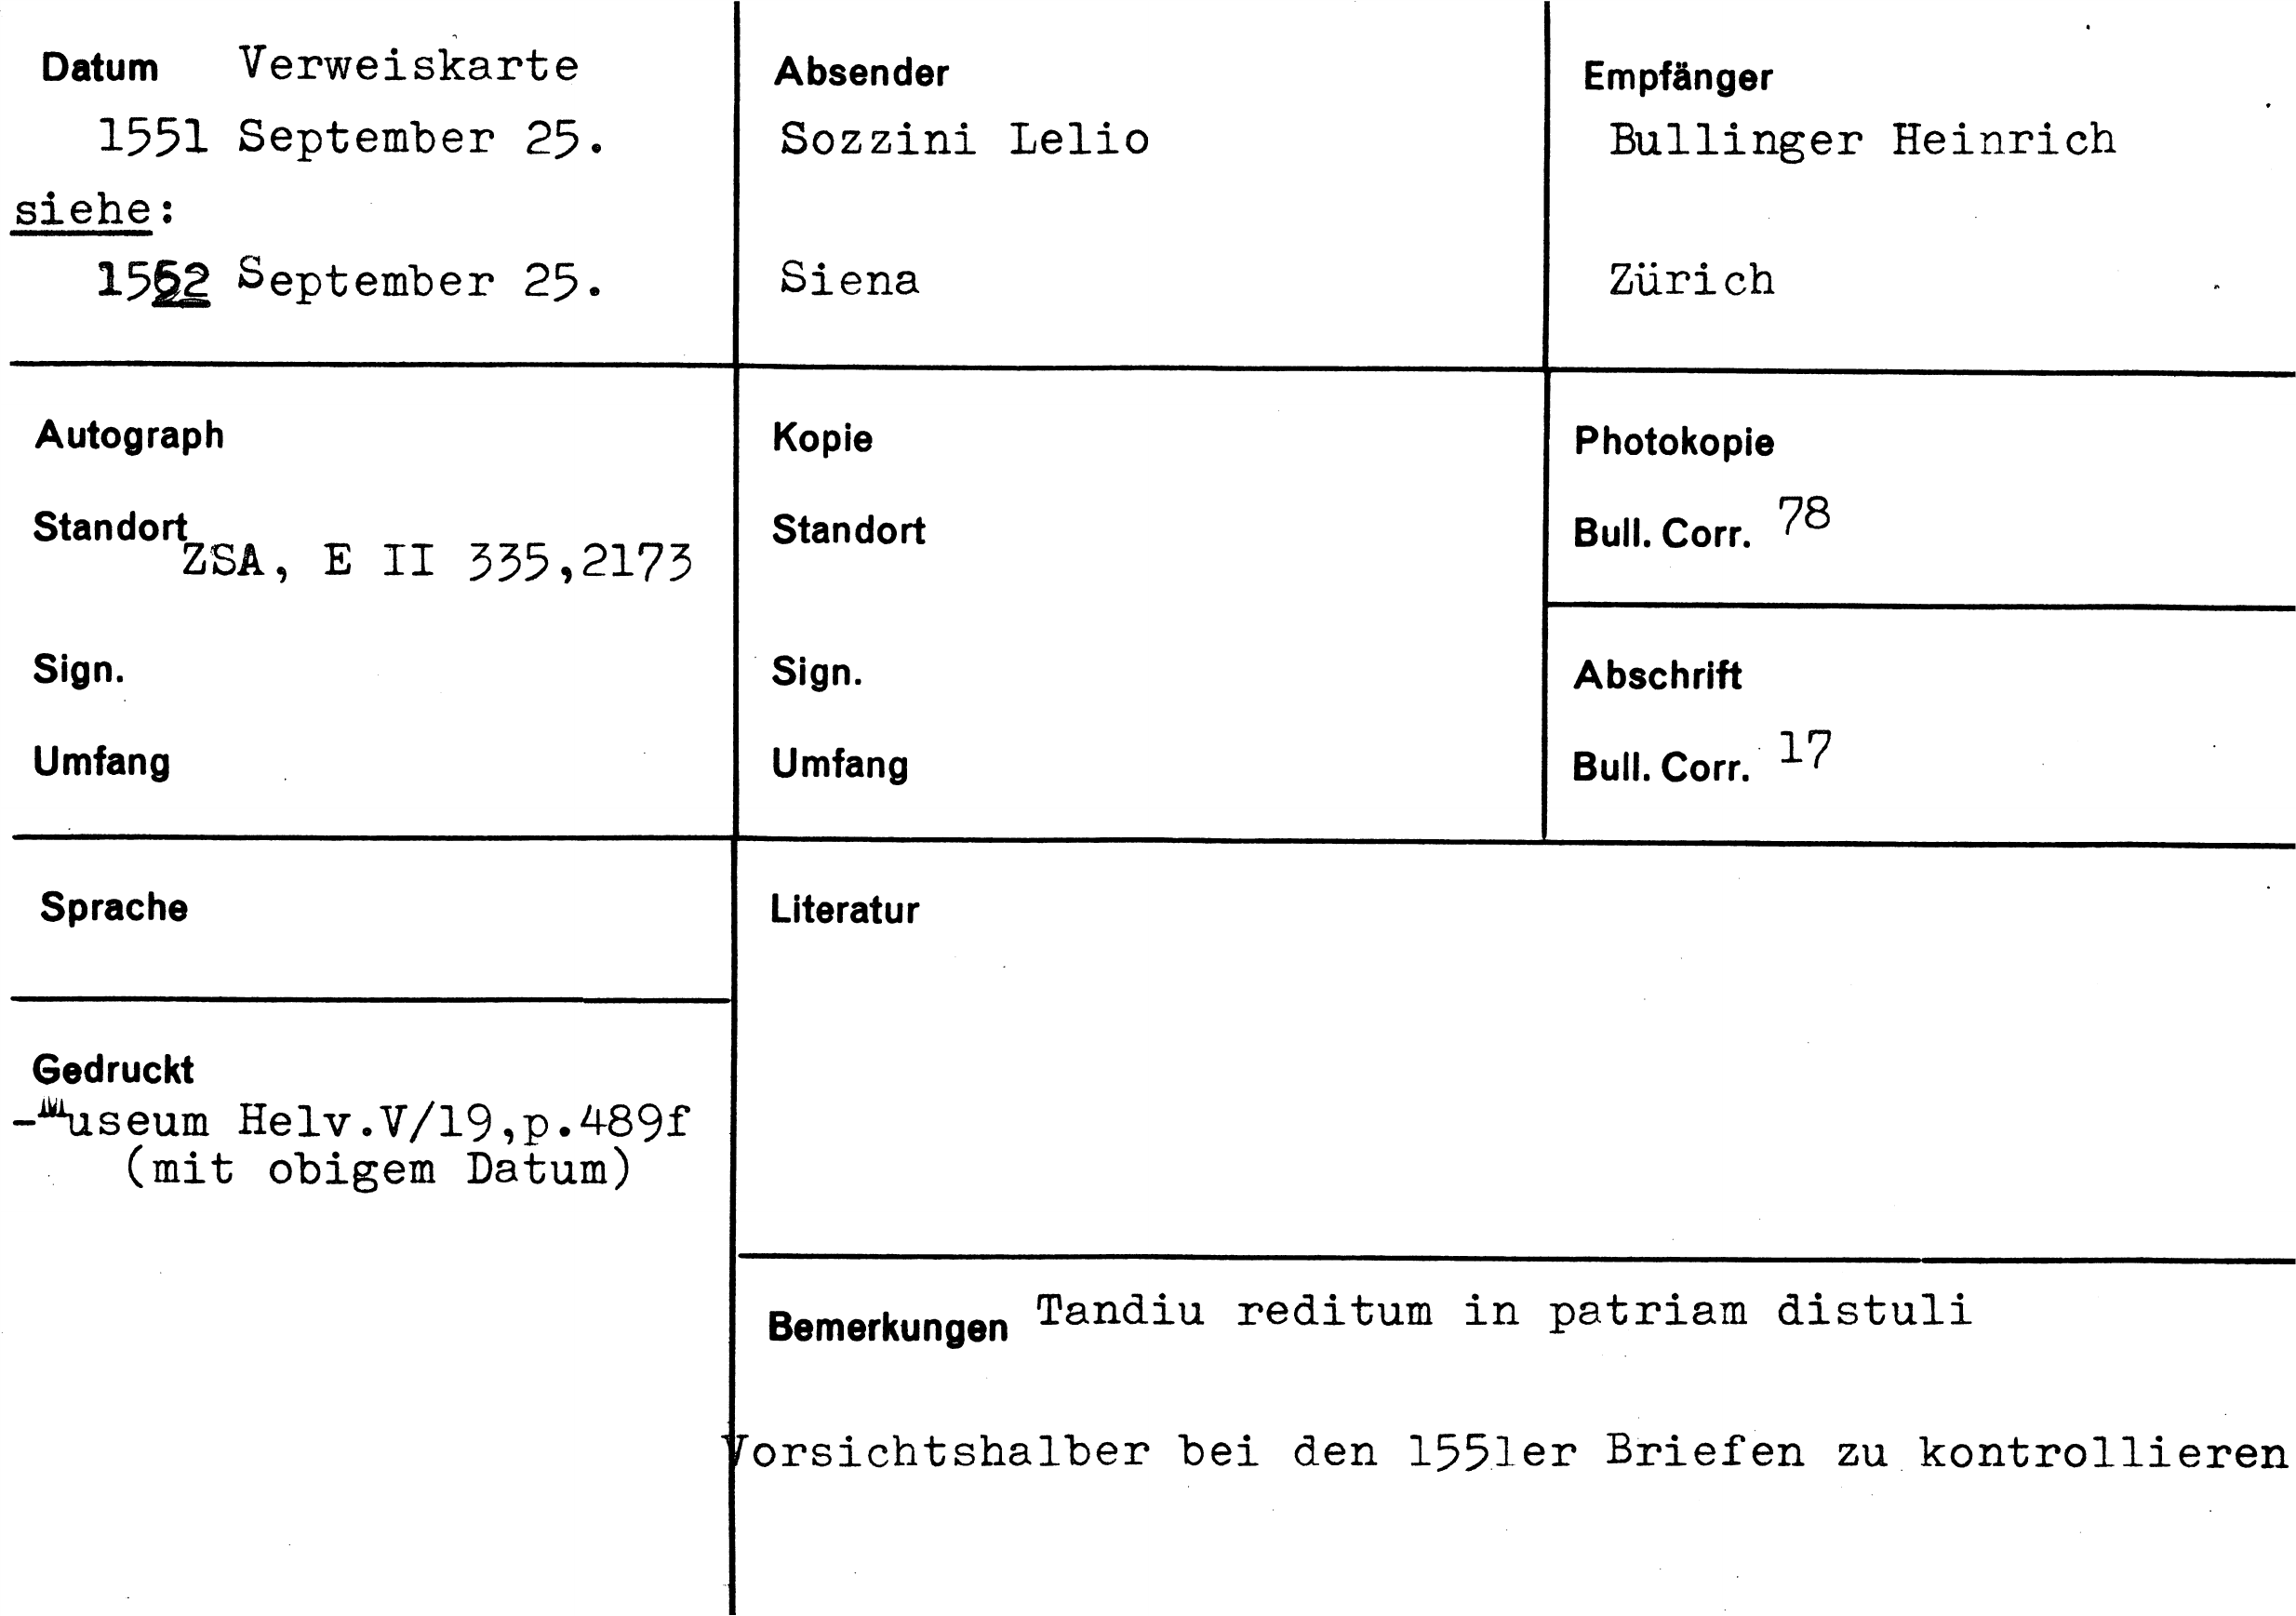 Datum Verweiskarte
1551 September 25.
siehe:
1552 September 25.
Absender
Sozzini Lelio
Siena
Empfänger
Bullinger Heinrich
Zürich
Autograph
Standort ZSA, E II 335,2173
Sign.
Umfang
Kopie
Standort
Sign.
Umfang
Photokopie
Bull. Corr. 78
Abschrift
Bull. Corr. 17
Sprache
Gedruckt
-Museum Helv.V/19,p.489f
(mit obigem Datum)
Literatur
Bemerkungen Tandiu reditum in patriam distuli
Vorsichtshalber bei den 1551er Briefen zu kontrollieren